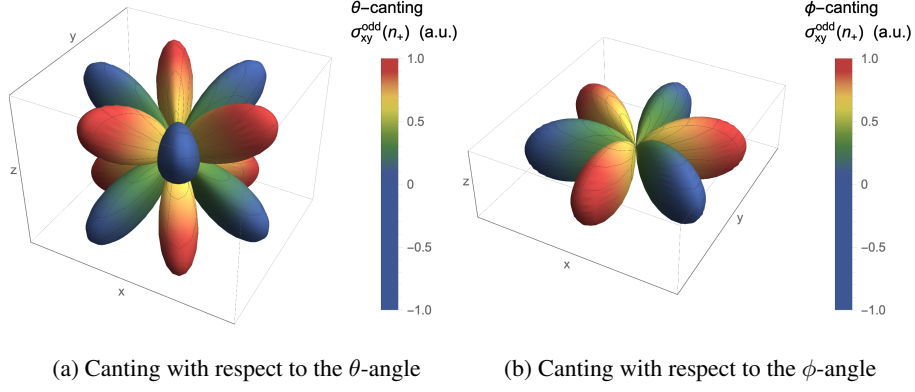 θ-canting
σ_xy^odd(n_+) (a.u.)
1.0
0.5
0
-0.5
-1.0
y
z
x
ϕ-canting
σ_xy^odd(n_+) (a.u.)
1.0
0.5
0
-0.5
-1.0
z
y
x
(a) Canting with respect to the θ-angle
(b) Canting with respect to the ϕ-angle